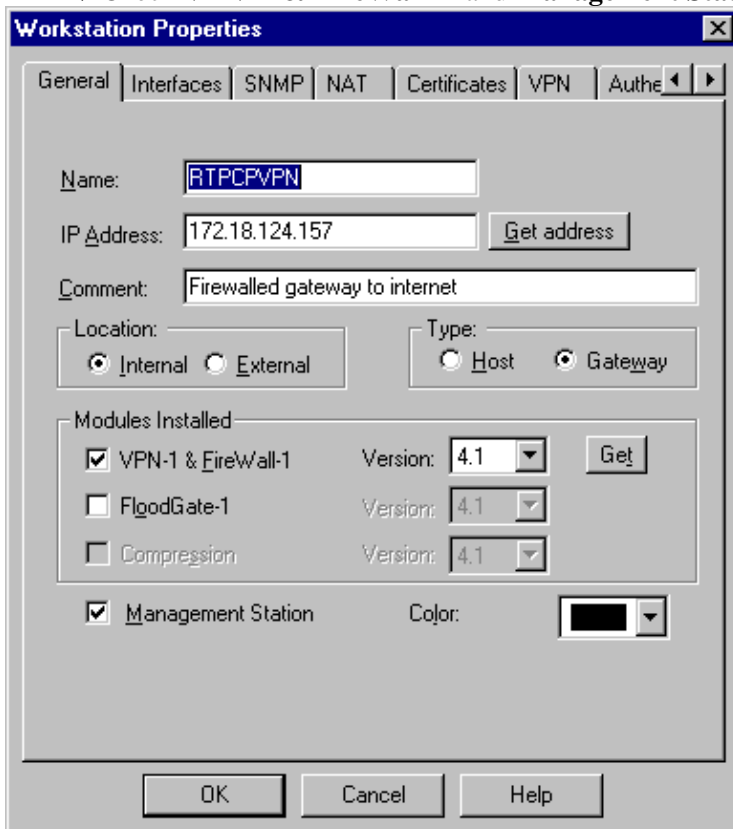 Workstation Properties
General Interfaces SNMP NAT Certificates VPN Authe
Name: RTPCPVPN
IP Address: 172.18.124.157 Get address
Comment: Firewalled gateway to internet
Location: Type:
Internal External Host Gateway
Modules Installed
VPN-1 & FireWall-1 Version: 4.1 Get
FloodGate-1 Version: 4.1
Compression Version: 4.1
Management Station Color:
OK Cancel Help